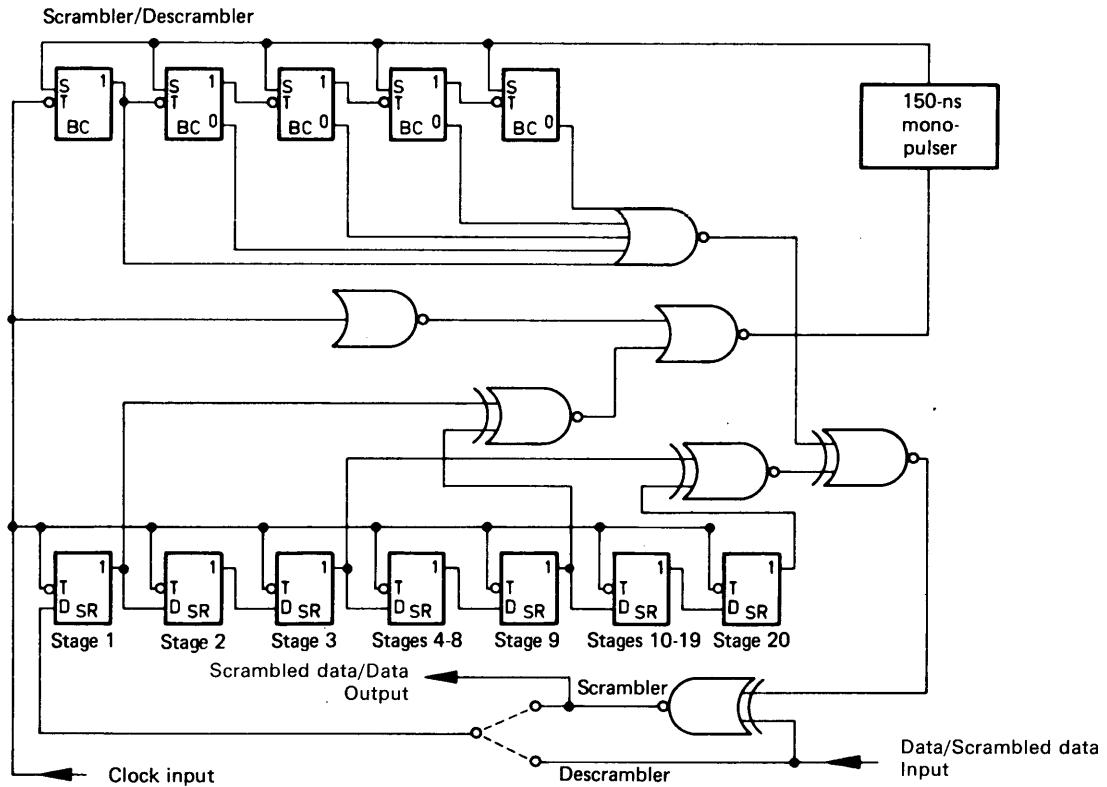 Scrambler/Descrambler
S
T
1
BC
S
T
1
BC 0
S
T
1
BC 0
S
T
1
BC 0
S
T
BC 0
150-ns
mono-
pulser
T
1
D SR
T
1
D SR
T
1
D SR
T
1
D SR
T
1
D SR
T
1
D SR
T
1
D SR
Stage 1
Stage 2
Stage 3
Stages 4-8
Stage 9
Stages 10-19
Stage 20
Scrambled data/Data
Output
Scrambler
Descrambler
Data/Scrambled data
Input
Clock input